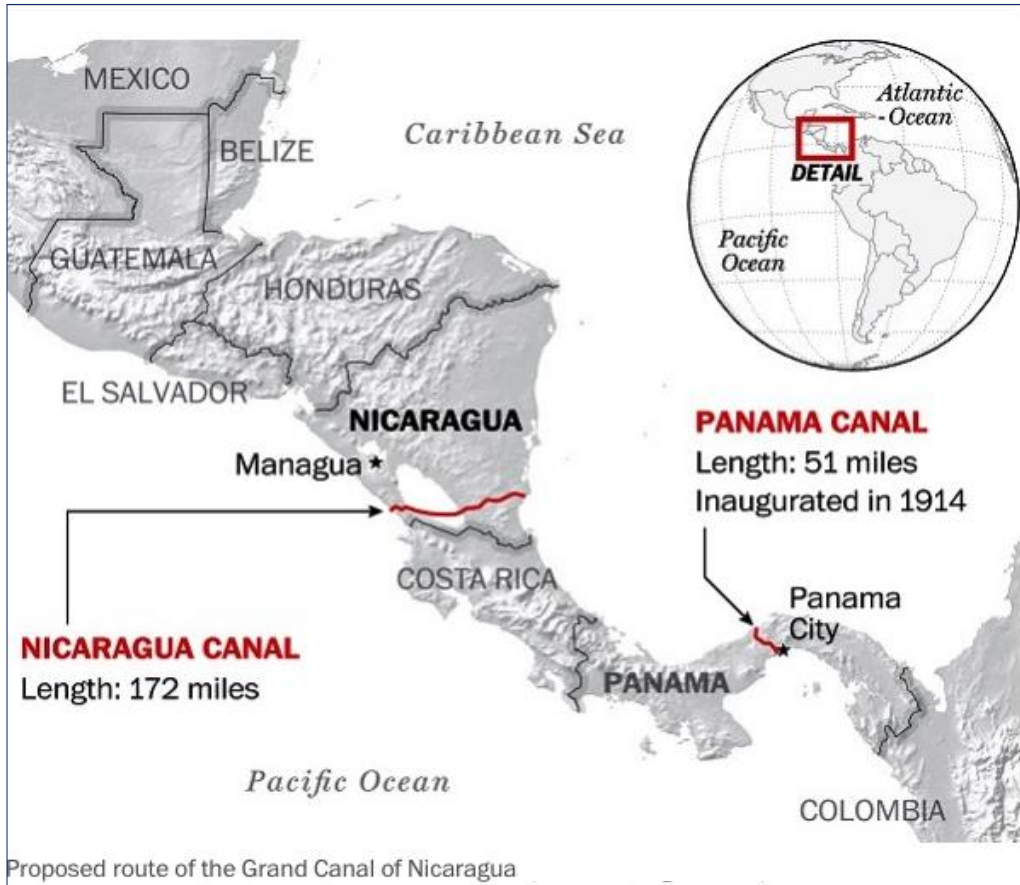 MEXICO
BELIZE
Caribbean Sea
Atlantic
Ocean
DETAIL
Pacific
Ocean
GUATEMALA
HONDURAS
EL SALVADOR
NICARAGUA
Managua
PANAMA CANAL
Length: 51 miles
Inaugurated in 1914
COSTA RICA
Panama
City
NICARAGUA CANAL
Length: 172 miles
PANAMA
Pacific Ocean
COLOMBIA
Proposed route of the Grand Canal of Nicaragua